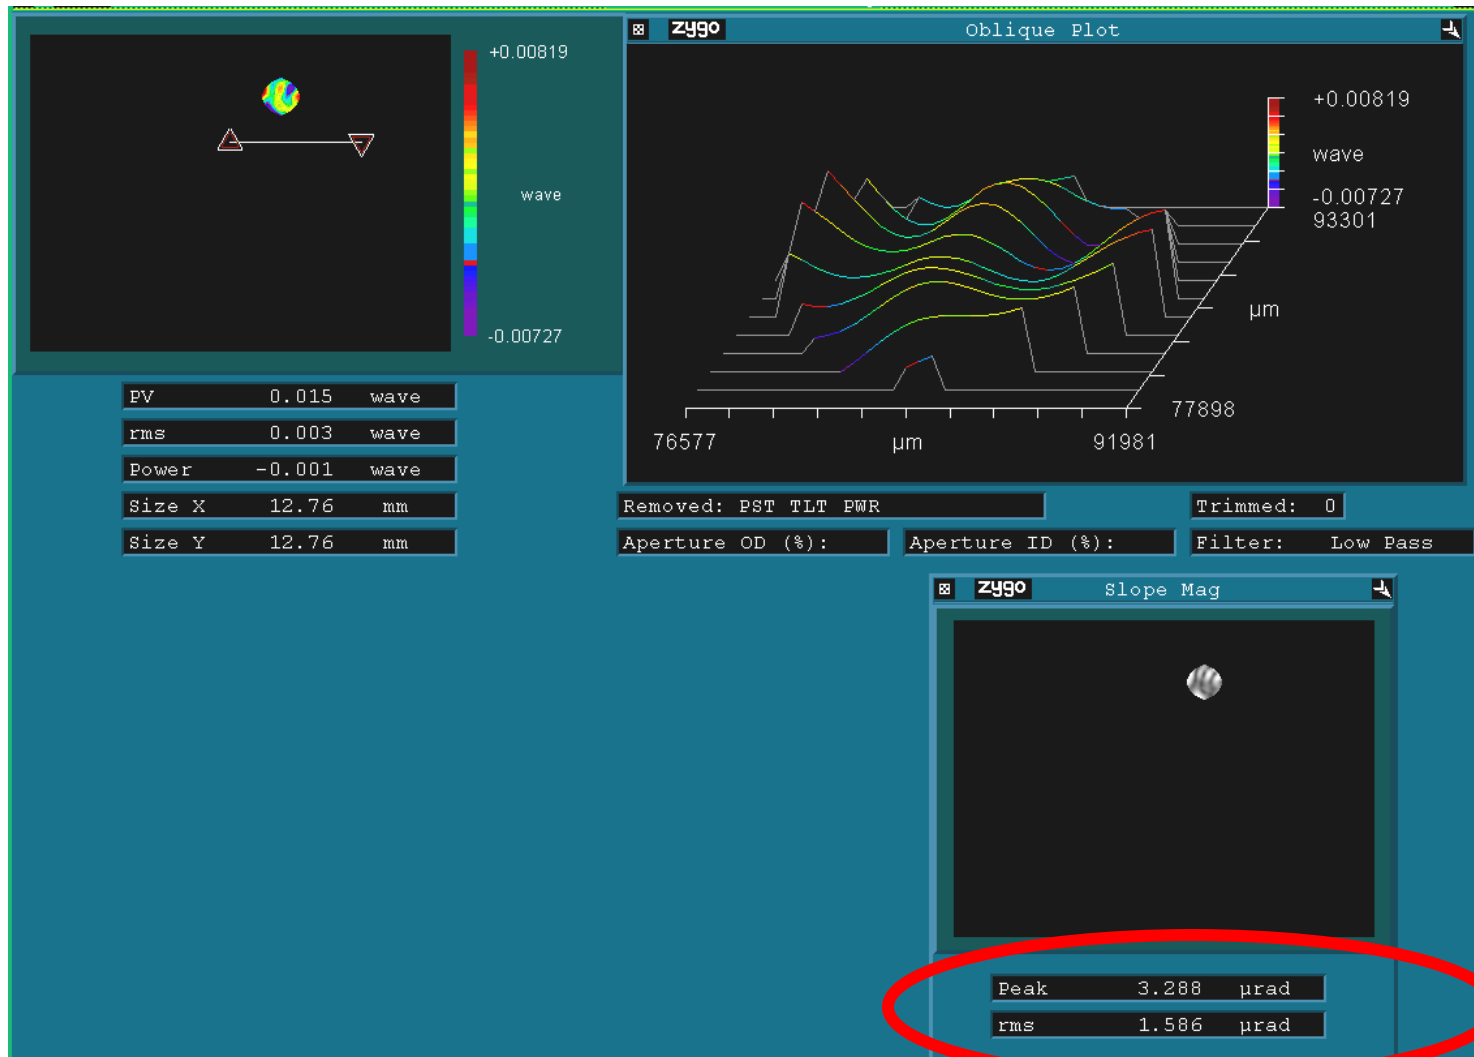 +0.00819
wave
-0.00727
PV 0.015 wave
rms 0.003 wave
Power -0.001 wave
Size X 12.76 mm
Size Y 12.76 mm
zygo Oblique Plot
+0.00819
wave
-0.00727
93301
µm
77898
76577 µm 91981
Removed: PST TLT PWR
Trimmed: 0
Aperture OD (%):
Aperture ID (%):
Filter: Low Pass
zygo Slope Mag
Peak 3.288 µrad
rms 1.586 µrad